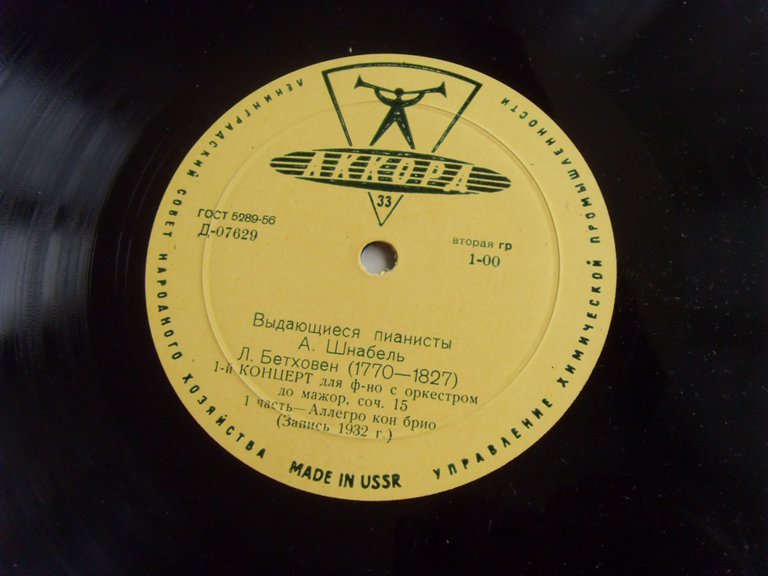 АККОРД
33
ГОСТ 5289-56
Д-07629
вторая гр
1-00
Выдающиеся пианисты
А. Шнабель
Л. Бетховен (1770—1827)
1-й КОНЦЕРТ для ф-но с оркестром
до мажор, соч. 15
1 часть—Аллегро кон брио
(Запись 1932 г.)
ЛЕНИНГРАДСКИЙ СОВЕТ НАРОДНОГО ХОЗЯЙСТВА
MADE IN USSR
УПРАВЛЕНИЕ ХИМИЧЕСКОЙ ПРОМЫШЛЕННОСТИ